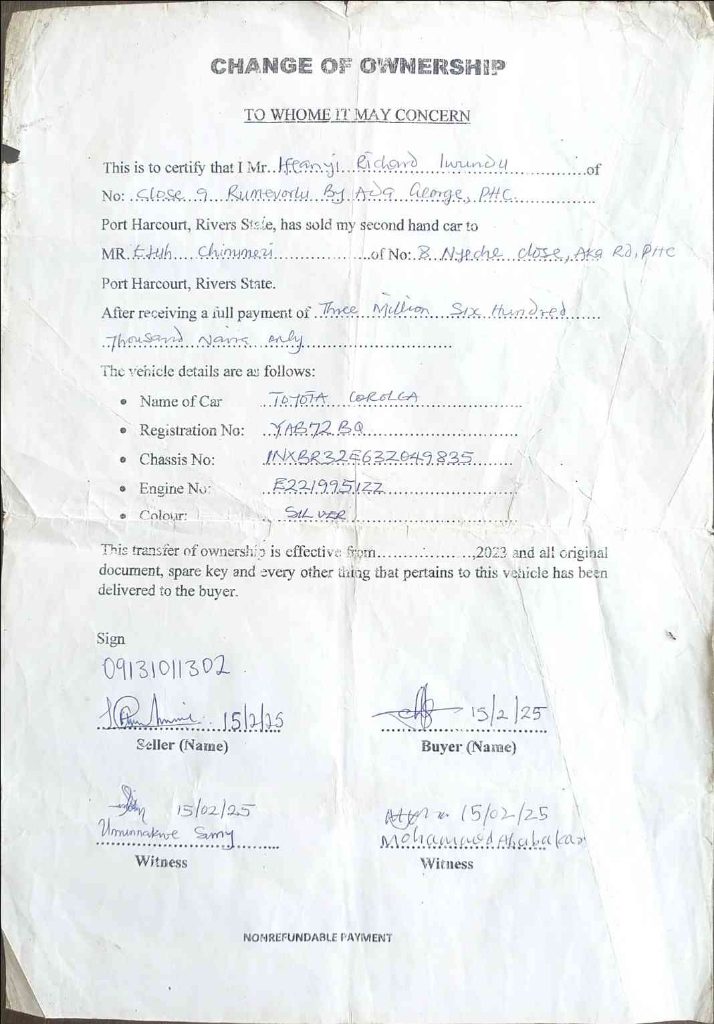 CHANGE OF OWNERSHIP
TO WHOME IT MAY CONCERN
This is to certify that I Mr. Ifeanyi Richard Iwundu of
No: Close 9 Rumevorlu By Ada George, PHC.
Port Harcourt, Rivers State, has sold my second hand car to
MR. Chinmezi of No: 8 Nyeche close, Aka RD, PHC
Port Harcourt, Rivers State.
After receiving a full payment of Three Million Six Hundred
Thousand Naira only
The vehicle details are as follows:
• Name of Car TOYOTA COROLLA
• Registration No: YAB72BQ
• Chassis No: 1NXBR32E63Z049835
• Engine No: E2219951ZZ
• Colour: SILVER
This transfer of ownership is effective from....................,2023 and all original
document, spare key and every other thing that pertains to this vehicle has been
delivered to the buyer.
Sign
09131011302
15/2/25 15/2/25
Seller (Name) Buyer (Name)
15/02/25 15/02/25
Umunnakwe Sunny Mohammed Abubakar
Witness Witness
NONREFUNDABLE PAYMENT